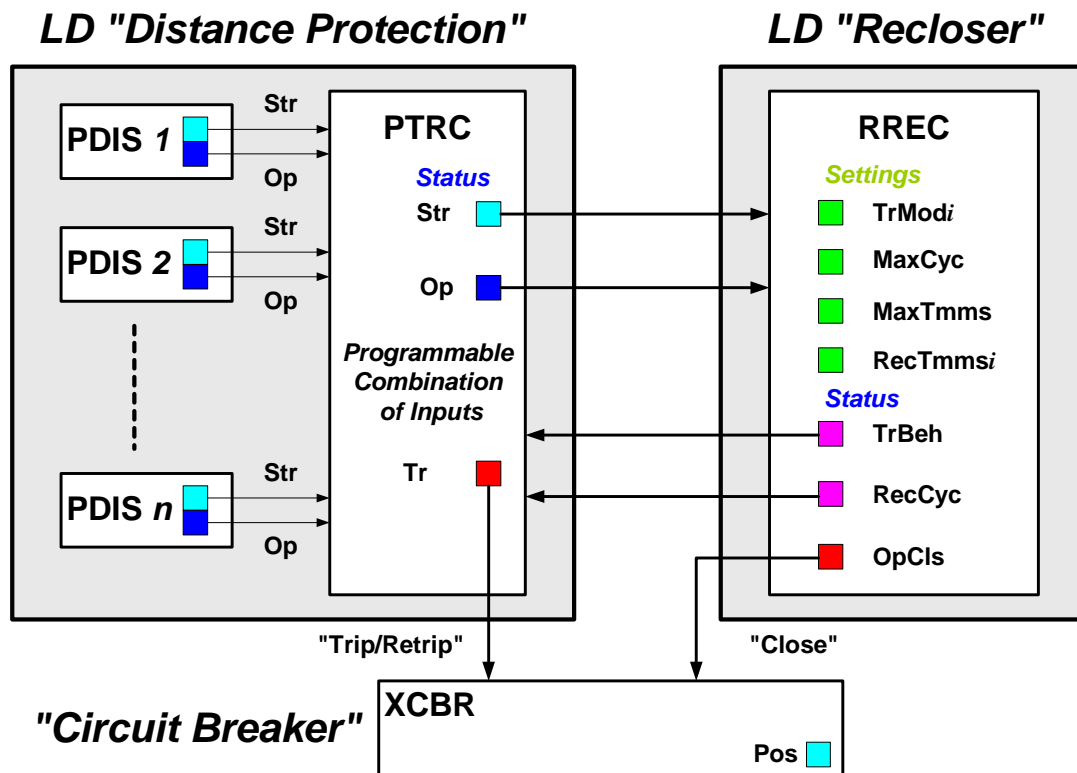 LD "Distance Protection"
LD "Recloser"
PDIS 1
Str
Op
PDIS 2
Str
Op
PDIS n
Str
Op
PTRC
Status
Str
Op
Programmable
Combination
of Inputs
Tr
RREC
Settings
TrModi
MaxCyc
MaxTmms
RecTmmsi
Status
TrBeh
RecCyc
OpCls
"Trip/Retrip"
"Close"
"Circuit Breaker"
XCBR
Pos